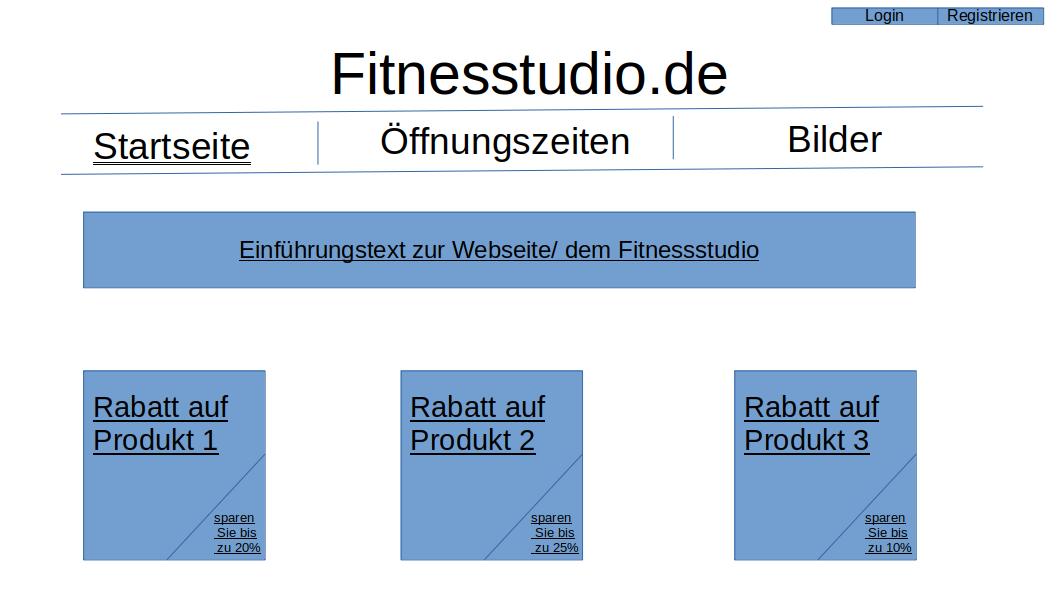 Login Registrieren
Fitnesstudio.de
Startseite Öffnungszeiten Bilder
Einführungstext zur Webseite/ dem Fitnessstudio
Rabatt auf
Produkt 1
sparen
Sie bis
zu 20%
Rabatt auf
Produkt 2
sparen
Sie bis
zu 25%
Rabatt auf
Produkt 3
sparen
Sie bis
zu 10%